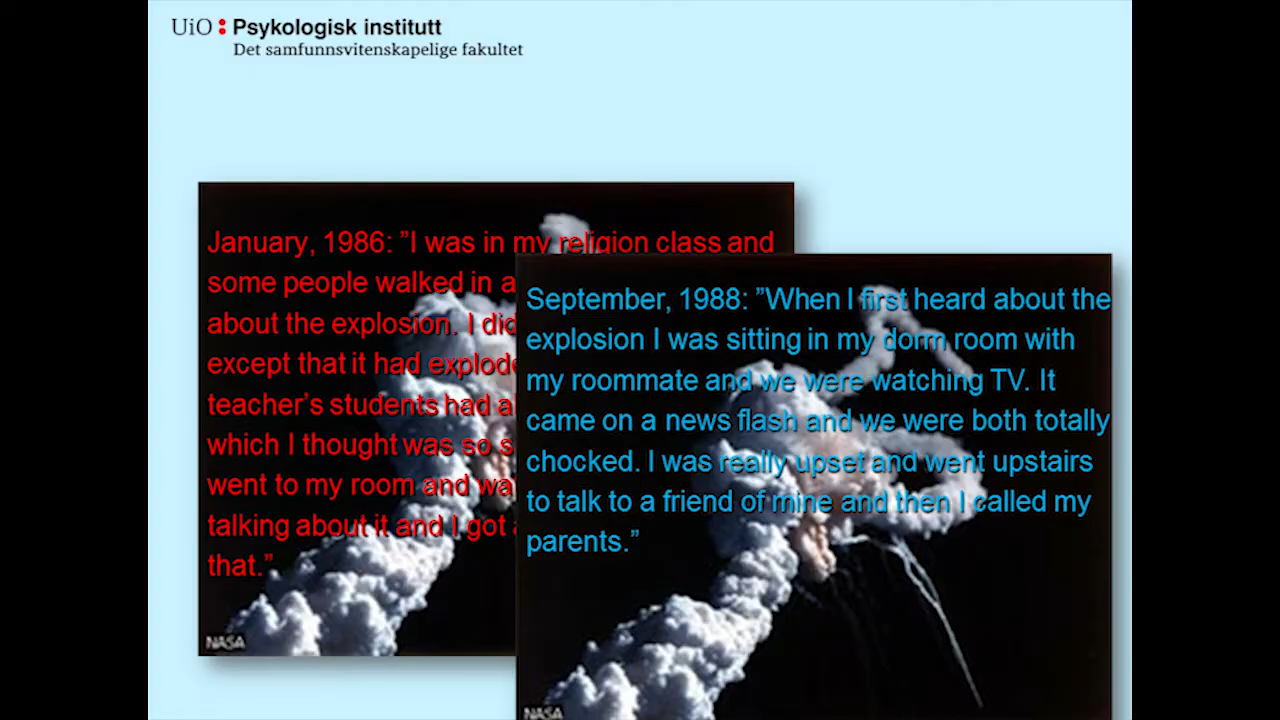 UiO : Psykologisk institutt
Det samfunnsvitenskapelige fakultet
January, 1986: ”I was in my religion class and
some people walked in a
about the explosion. I did
except that it had explode
teacher’s students had a
which I thought was so s
went to my room and wa
talking about it and I got a
that.”
NASA
September, 1988: ”When I first heard about the
explosion I was sitting in my dorm room with
my roommate and we were watching TV. It
came on a news flash and we were both totally
chocked. I was really upset and went upstairs
to talk to a friend of mine and then I called my
parents.”
NASA